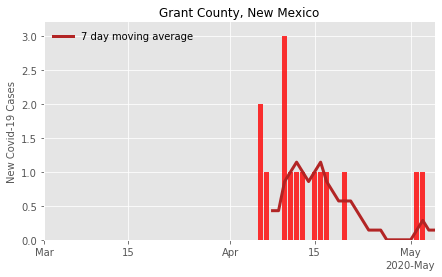 Grant County, New Mexico
7 day moving average
New Covid-19 Cases
3.0
2.5
2.0
1.5
1.0
0.5
0.0
Mar 15 Apr 15 May
2020-May